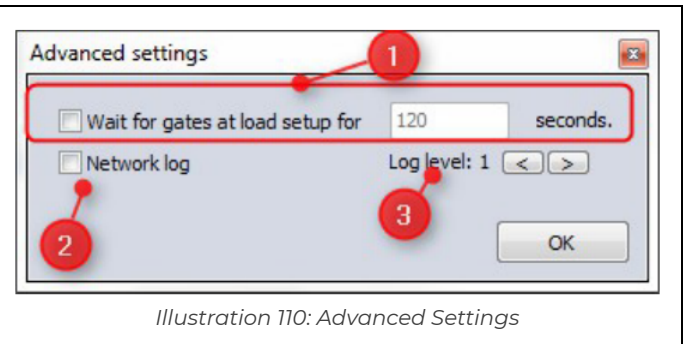 Advanced settings
1
Wait for gates at load setup for 120 seconds.
Network log Log level: 1 < >
2
3
OK
Illustration 110: Advanced Settings